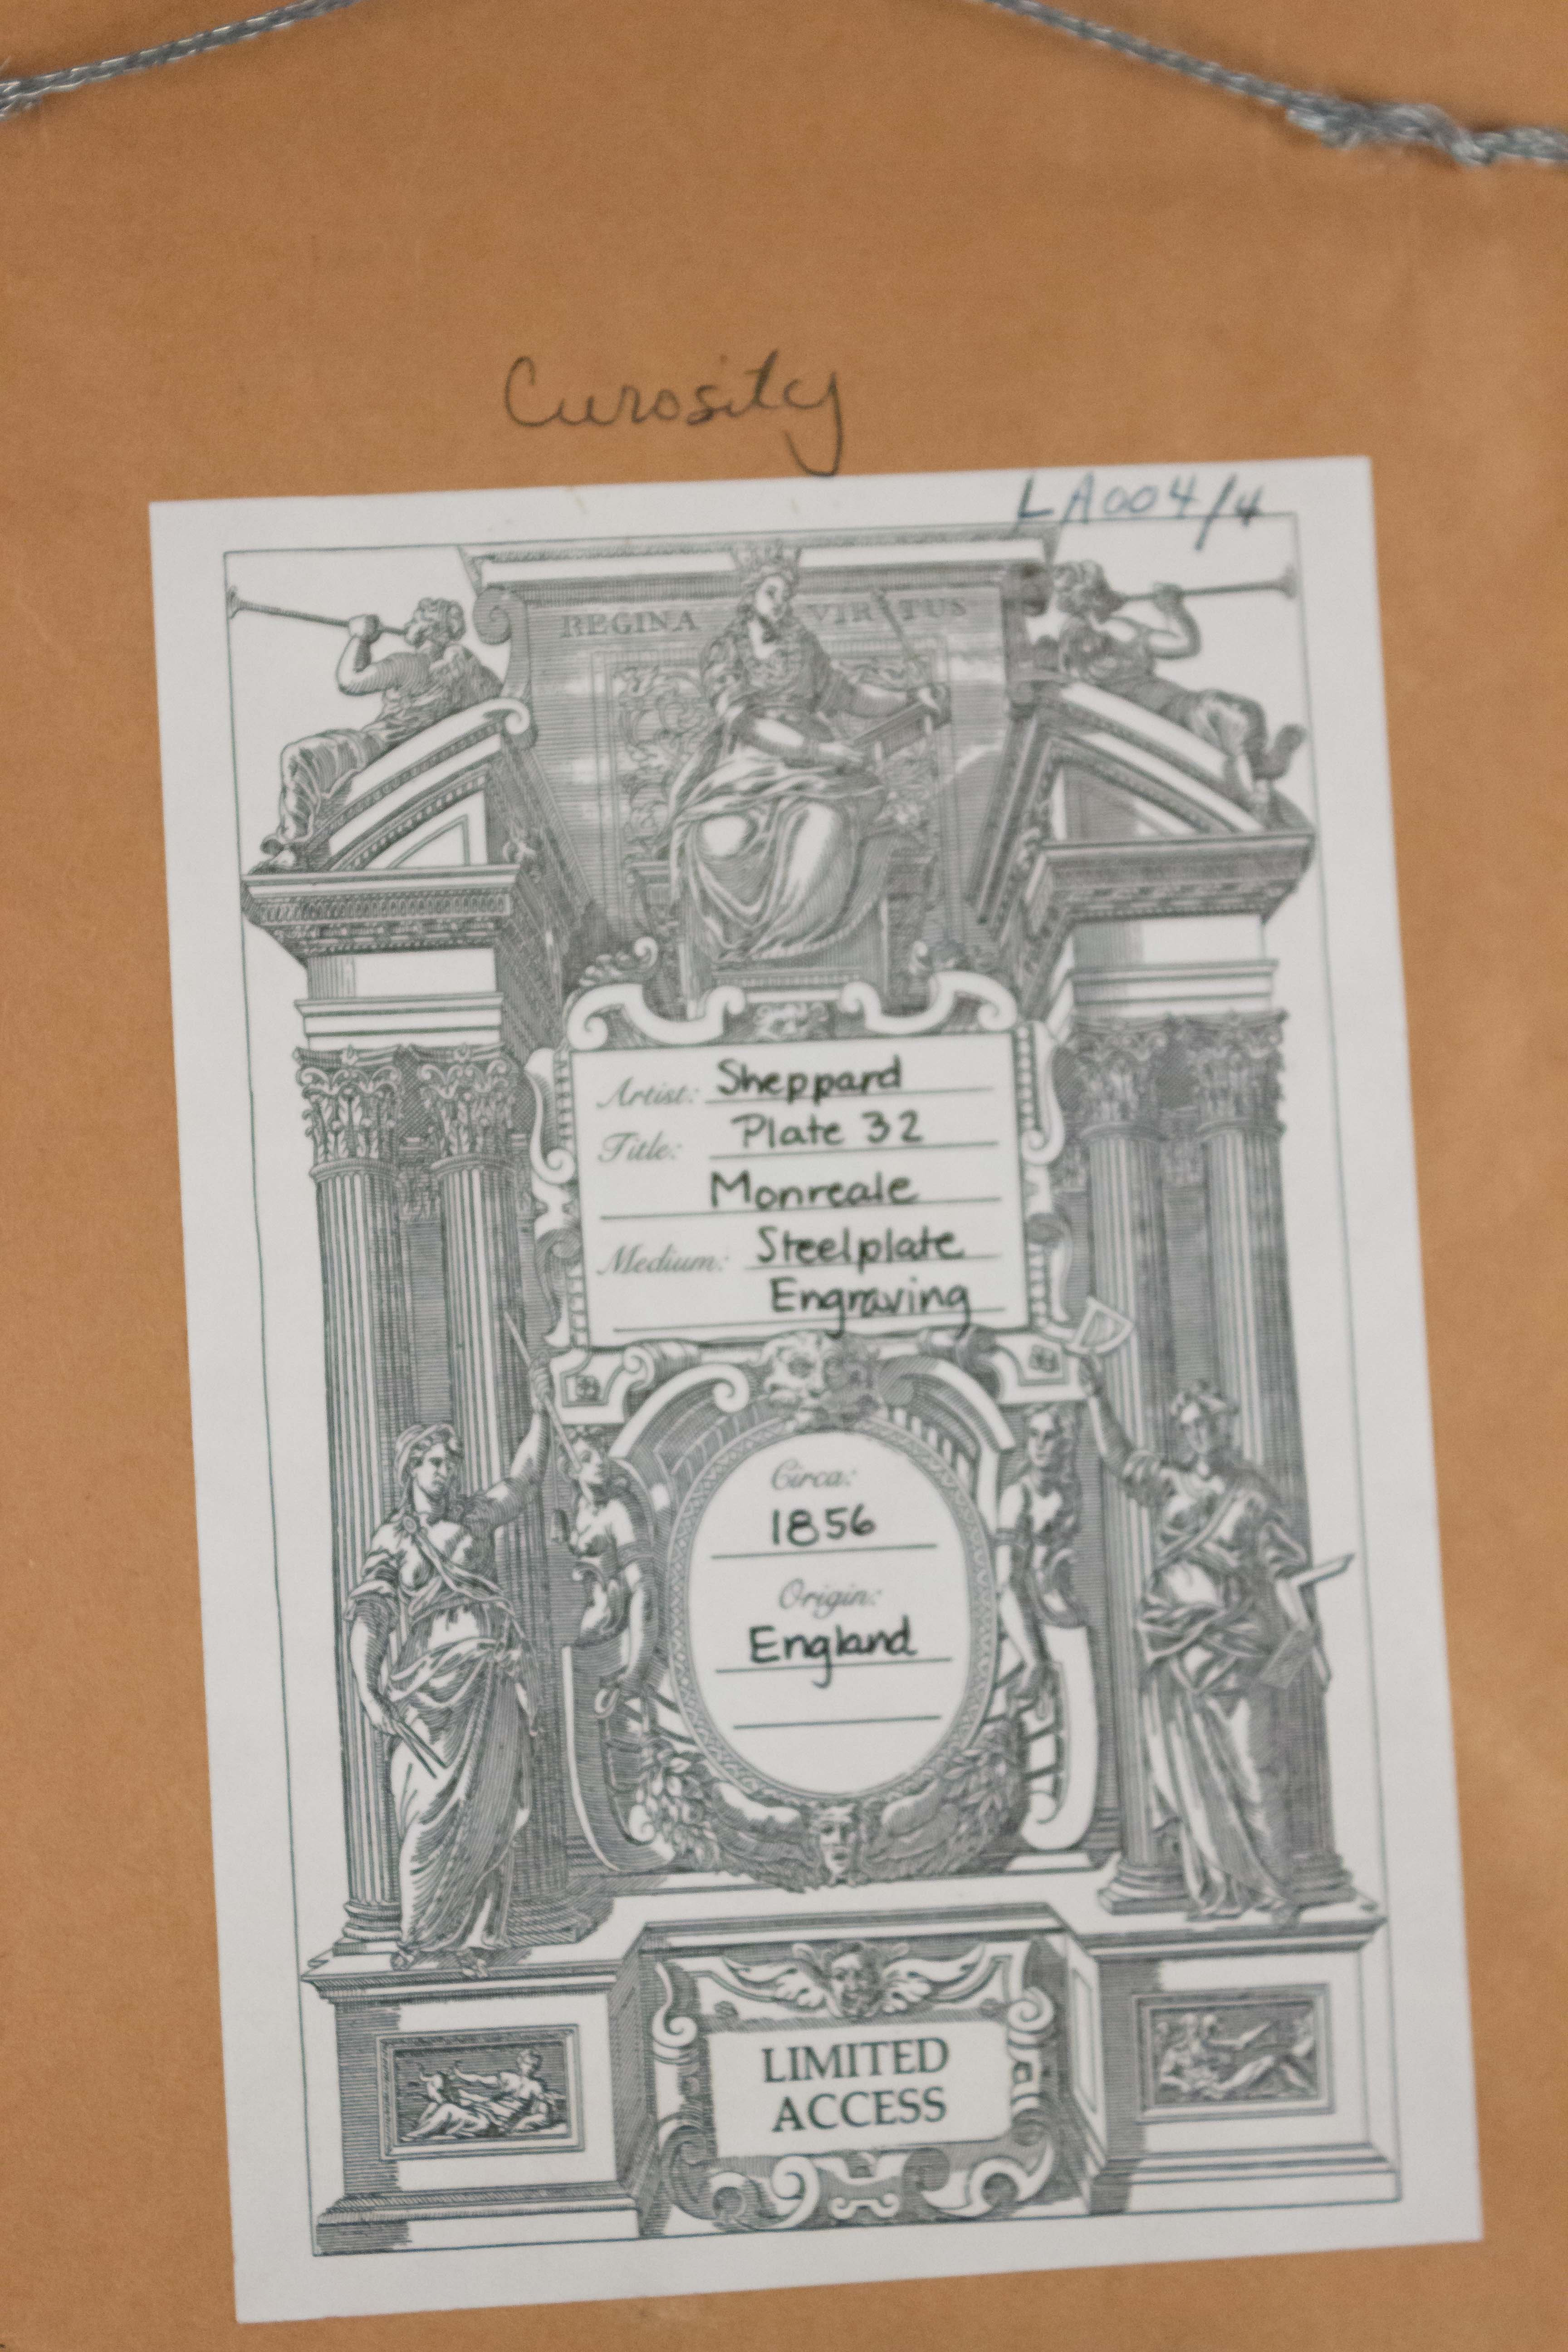 Curosity
LA004/4
REGINA VIRTUS
Artist: Sheppard
Title: Plate 32
Monreale
Medium: Steelplate
Engraving
Circa:
1856
Origin:
England
LIMITED
ACCESS